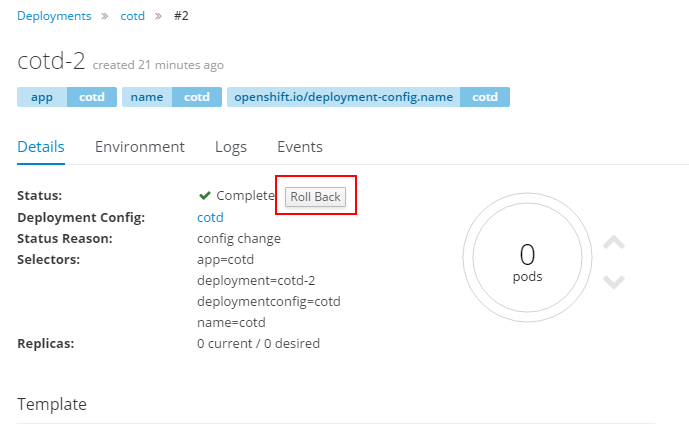 Deployments » cotd » #2
cotd-2 created 21 minutes ago
app cotd name cotd openshift.io/deployment-config.name cotd
Details Environment Logs Events
Status: Complete Roll Back
Deployment Config: cotd
Status Reason: config change
Selectors: app=cotd
deployment=cotd-2
deploymentconfig=cotd
name=cotd
Replicas: 0 current / 0 desired
0
pods
Template